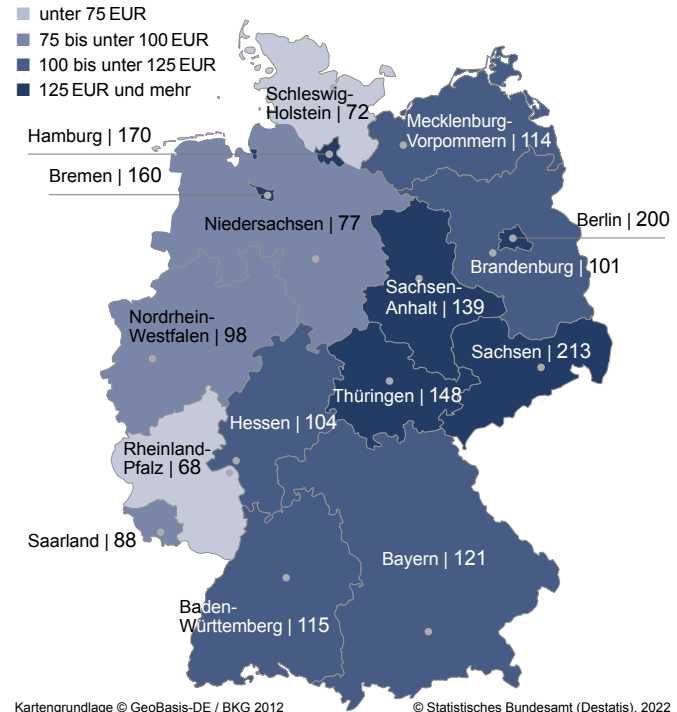 unter 75 EUR
75 bis unter 100 EUR
100 bis unter 125 EUR
125 EUR und mehr
Schleswig-
Holstein | 72
Hamburg | 170
Mecklenburg-
Vorpommern | 114
Bremen | 160
Niedersachsen | 77
Berlin | 200
Brandenburg | 101
Sachsen-
Anhalt | 139
Nordrhein-
Westfalen | 98
Sachsen | 213
Thüringen | 148
Hessen | 104
Rheinland-
Pfalz | 68
Saarland | 88
Bayern | 121
Baden-
Württemberg | 115
Kartengrundlage © GeoBasis-DE / BKG 2012
© Statistisches Bundesamt (Destatis), 2022